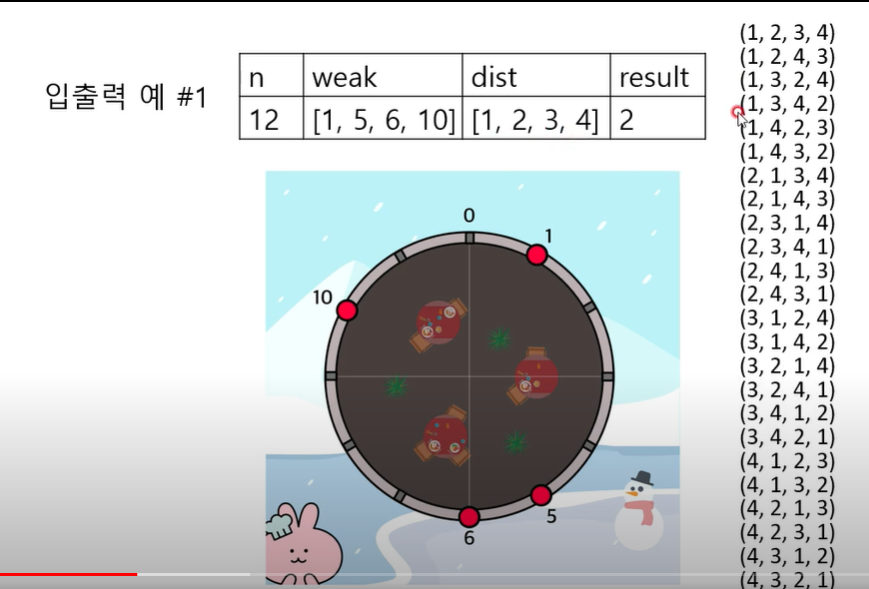 입출력 예 #1
n weak dist result
12 [1, 5, 6, 10] [1, 2, 3, 4] 2
0
1
10
5
6
(1, 2, 3, 4)
(1, 2, 4, 3)
(1, 3, 2, 4)
(1, 3, 4, 2)
(1, 4, 2, 3)
(1, 4, 3, 2)
(2, 1, 3, 4)
(2, 1, 4, 3)
(2, 3, 1, 4)
(2, 3, 4, 1)
(2, 4, 1, 3)
(2, 4, 3, 1)
(3, 1, 2, 4)
(3, 1, 4, 2)
(3, 2, 1, 4)
(3, 2, 4, 1)
(3, 4, 1, 2)
(3, 4, 2, 1)
(4, 1, 2, 3)
(4, 1, 3, 2)
(4, 2, 1, 3)
(4, 2, 3, 1)
(4, 3, 1, 2)
(4, 3, 2, 1)